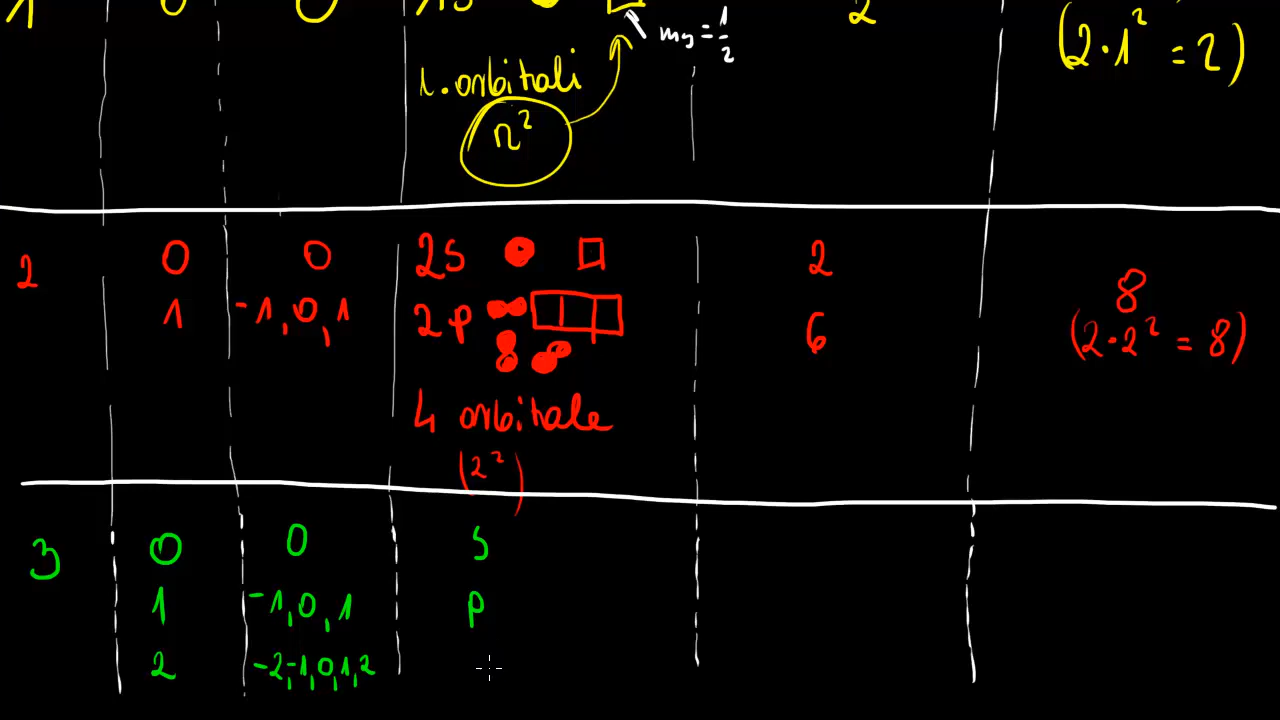 1 0 0 1s 2
ms = 1/2
(2·1² = 2)
1. orbitali
n²
2 0 0 2s 2
1 -1, 0, 1 2p 6
8
(2·2² = 8)
4 orbitale
(2²)
3 0 0 s
1 -1, 0, 1 p
2 -2,-1,0,1,2